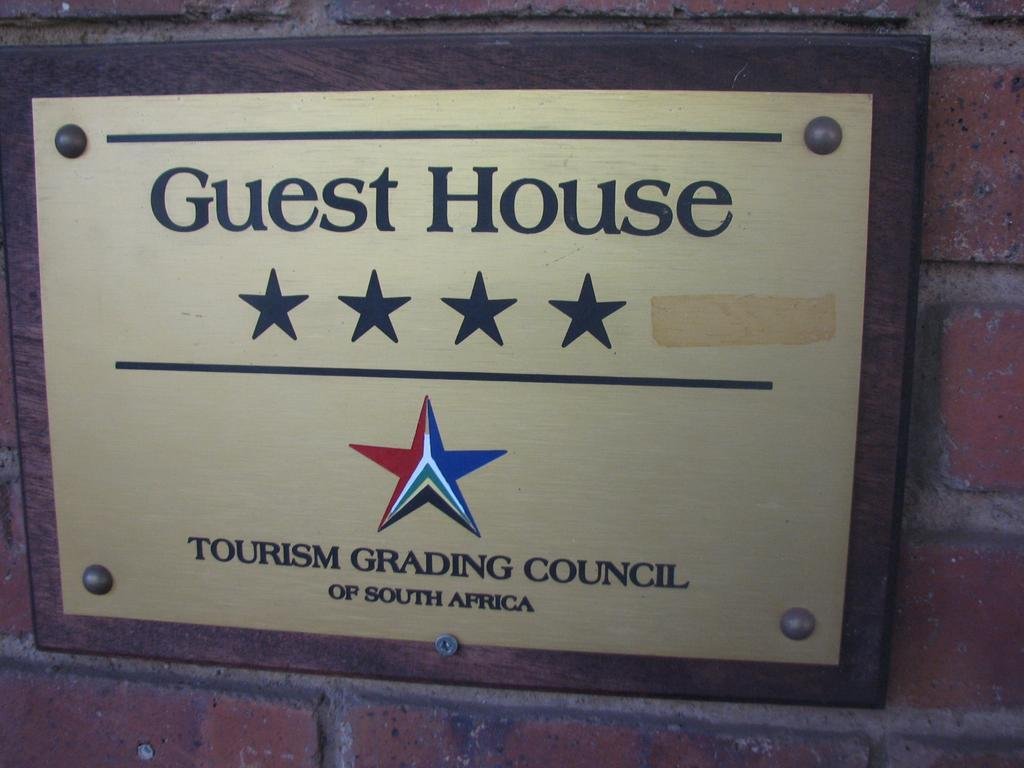 Guest House
TOURISM GRADING COUNCIL
OF SOUTH AFRICA